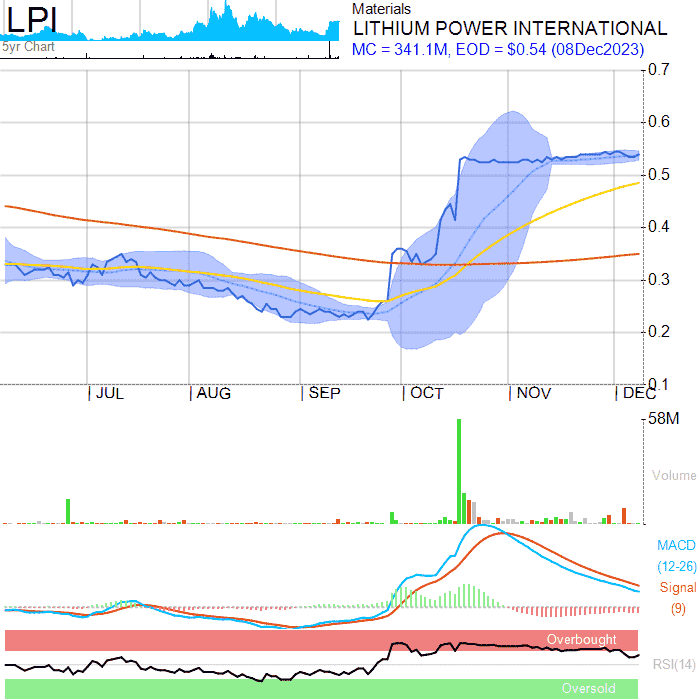 LPI
5yr Chart
Materials
LITHIUM POWER INTERNATIONAL
MC = 341.1M, EOD = $0.54 (08Dec2023)
0.7
0.6
0.5
0.4
0.3
0.2
0.1
JUL AUG SEP OCT NOV DEC
58M
Volume
MACD
(12-26)
Signal
(9)
Overbought
RSI(14)
Oversold